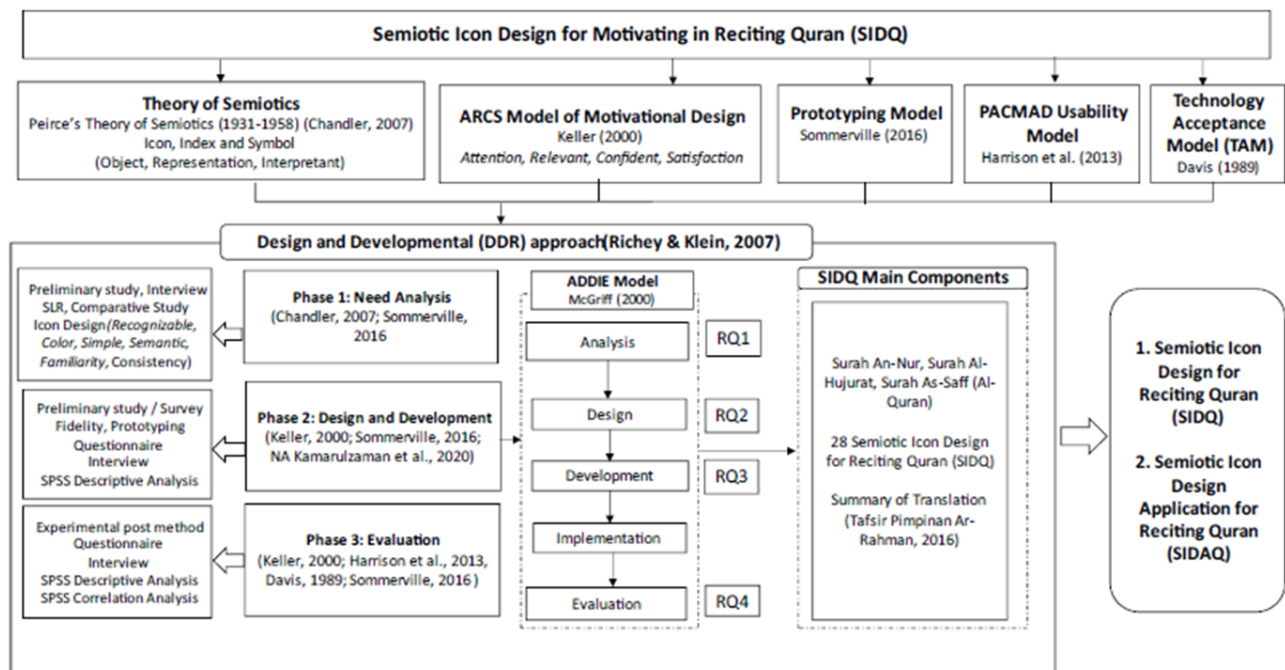 Semiotic Icon Design for Motivating in Reciting Quran (SIDQ)
Theory of Semiotics
Peirce's Theory of Semiotics (1931-1958) (Chandler, 2007)
Icon, Index and Symbol
(Object, Representation, Interpretant)
ARCS Model of Motivational Design
Keller (2000)
Attention, Relevant, Confident, Satisfaction
Prototyping Model
Sommerville (2016)
PACMAD Usability
Model
Harrison et al. (2013)
Technology
Acceptance
Model (TAM)
Davis (1989)
Design and Developmental (DDR) approach(Richey & Klein, 2007)
Preliminary study, Interview
SLR, Comparative Study
Icon Design(Recognizable,
Color, Simple, Semantic,
Familiarity, Consistency)
Phase 1: Need Analysis
(Chandler, 2007; Sommerville,
2016
Preliminary study / Survey
Fidelity, Prototyping
Questionnaire
Interview
SPSS Descriptive Analysis
Phase 2: Design and Development
(Keller, 2000; Sommerville, 2016;
NA Kamarulzaman et al., 2020)
Experimental post method
Questionnaire
Interview
SPSS Descriptive Analysis
SPSS Correlation Analysis
Phase 3: Evaluation
(Keller, 2000; Harrison et al., 2013,
Davis, 1989; Sommerville, 2016)
ADDIE Model
McGriff (2000)
Analysis
Design
Development
Implementation
Evaluation
RQ1
RQ2
RQ3
RQ4
SIDQ Main Components
Surah An-Nur, Surah Al-
Hujurat, Surah As-Saff (Al-
Quran)
28 Semiotic Icon Design
for Reciting Quran (SIDQ)
Summary of Translation
(Tafsir Pimpinan Ar-
Rahman, 2016)
1. Semiotic Icon
Design for
Reciting Quran
(SIDQ)
2. Semiotic Icon
Design
Application for
Reciting Quran
(SIDAQ)